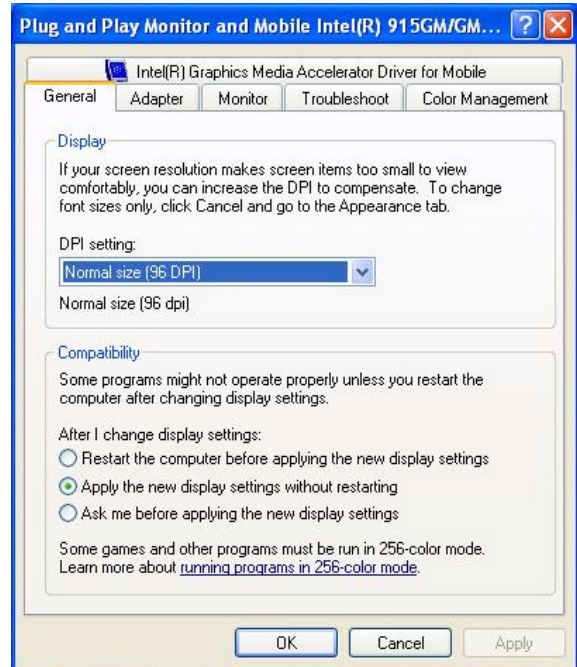 Plug and Play Monitor and Mobile Intel(R) 915GM/GM...
Intel(R) Graphics Media Accelerator Driver for Mobile
General Adapter Monitor Troubleshoot Color Management
Display
If your screen resolution makes screen items too small to view
comfortably, you can increase the DPI to compensate. To change
font sizes only, click Cancel and go to the Appearance tab.
DPI setting:
Normal size (96 DPI)
Normal size (96 dpi)
Compatibility
Some programs might not operate properly unless you restart the
computer after changing display settings.
After I change display settings:
Restart the computer before applying the new display settings
Apply the new display settings without restarting
Ask me before applying the new display settings
Some games and other programs must be run in 256-color mode.
Learn more about running programs in 256-color mode.
OK Cancel Apply